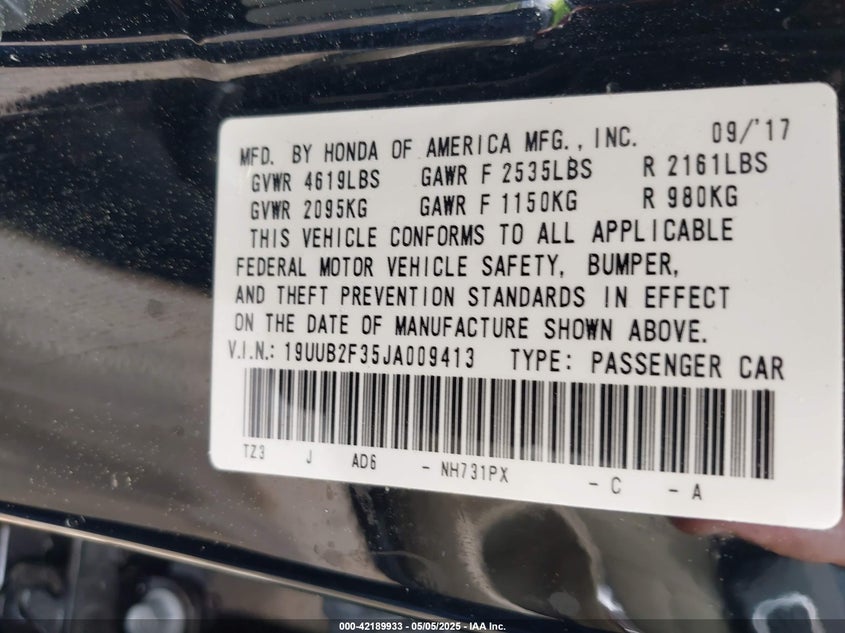 MFD. BY HONDA OF AMERICA MFG., INC. 09/'17
GVWR 4619LBS GAWR F 2535LBS R 2161LBS
GVWR 2095KG GAWR F 1150KG R 980KG
THIS VEHICLE CONFORMS TO ALL APPLICABLE
FEDERAL MOTOR VEHICLE SAFETY, BUMPER,
AND THEFT PREVENTION STANDARDS IN EFFECT
ON THE DATE OF MANUFACTURE SHOWN ABOVE.
V.I.N.: 19UUB2F35JA009413 TYPE: PASSENGER CAR
TZ3 J AD6 - NH731PX - C - A
000-42189933 - 05/05/2025 - IAA Inc.